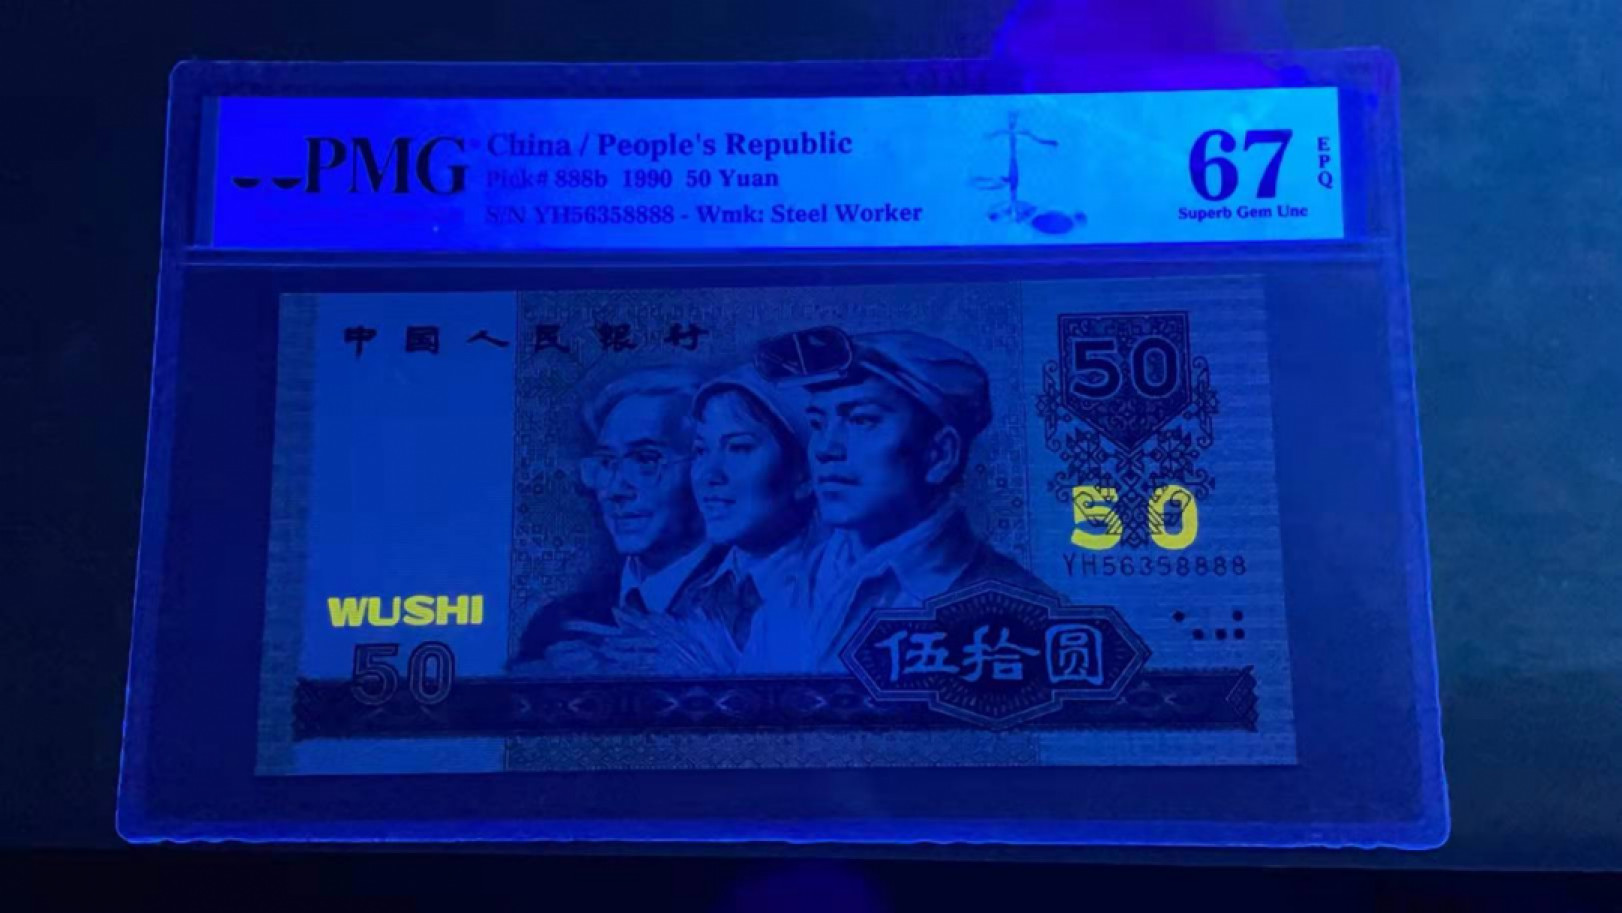 PMG
China / People's Republic
Pick# 888b 1990 50 Yuan
S/N YH56358888 - Wmk: Steel Worker
67
EPQ
Superb Gem Unc
中国人民银行
50
50
YH56358888
WUSHI
50
伍拾圆